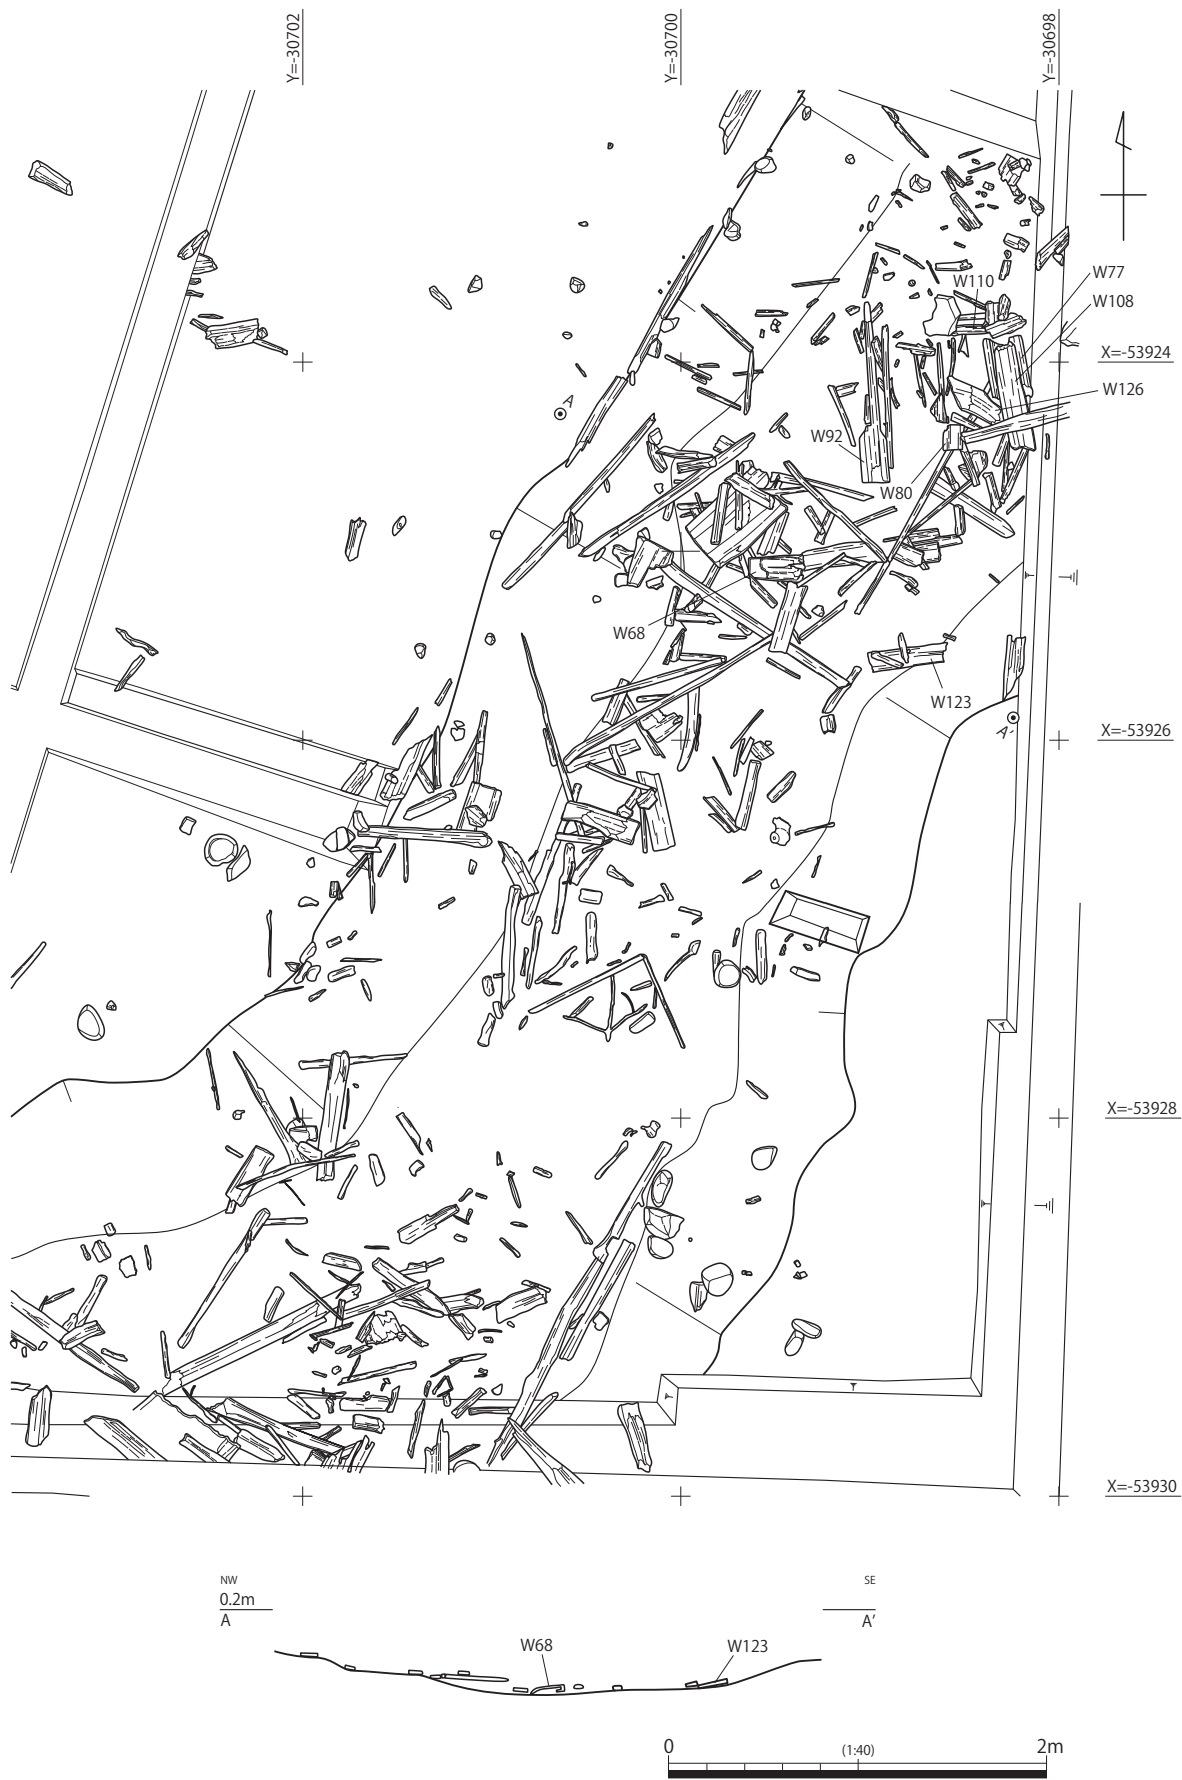 Y=-30702
Y=-30700
Y=-30698
W110
W77
W108
X=-53924
W126
A
W92
W80
W68
W123
A'
X=-53926
X=-53928
X=-53930
NW
SE
0.2m
A
A'
W68
W123
0
(1:40)
2m